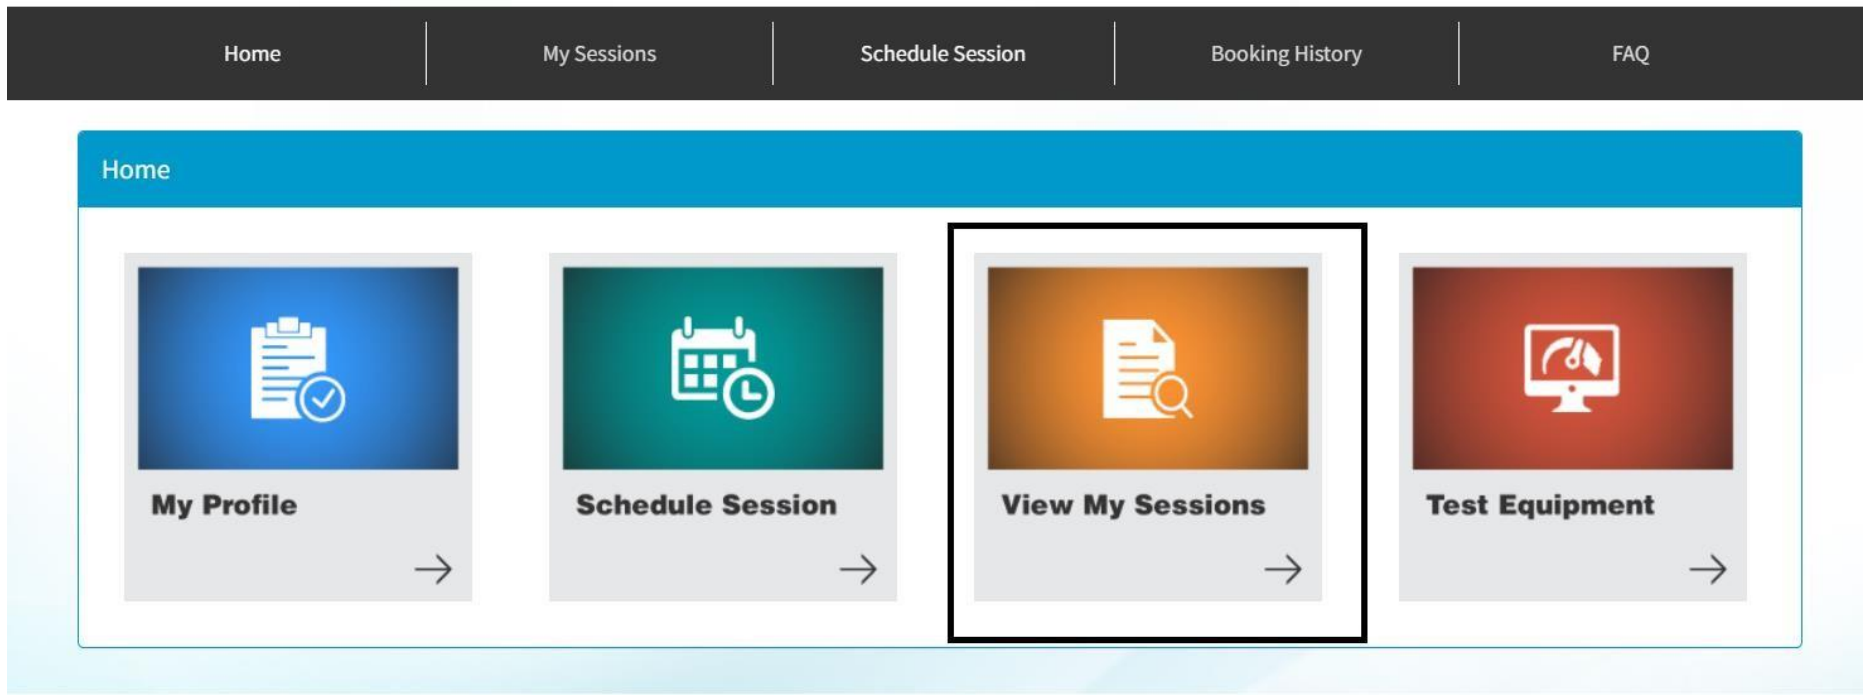 Home
My Sessions
Schedule Session
Booking History
FAQ
Home
My Profile
Schedule Session
View My Sessions
Test Equipment